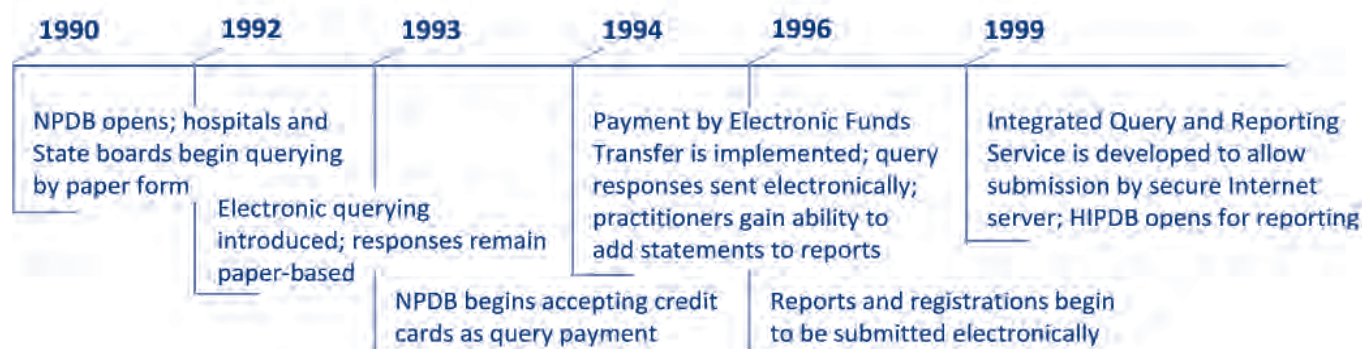 1990 1992 1993 1994 1996 1999
NPDB opens; hospitals and
State boards begin querying
by paper form
Electronic querying
introduced; responses remain
paper-based
NPDB begins accepting credit
cards as query payment
Payment by Electronic Funds
Transfer is implemented; query
responses sent electronically;
practitioners gain ability to
add statements to reports
Reports and registrations begin
to be submitted electronically
Integrated Query and Reporting
Service is developed to allow
submission by secure Internet
server; HIPDB opens for reporting